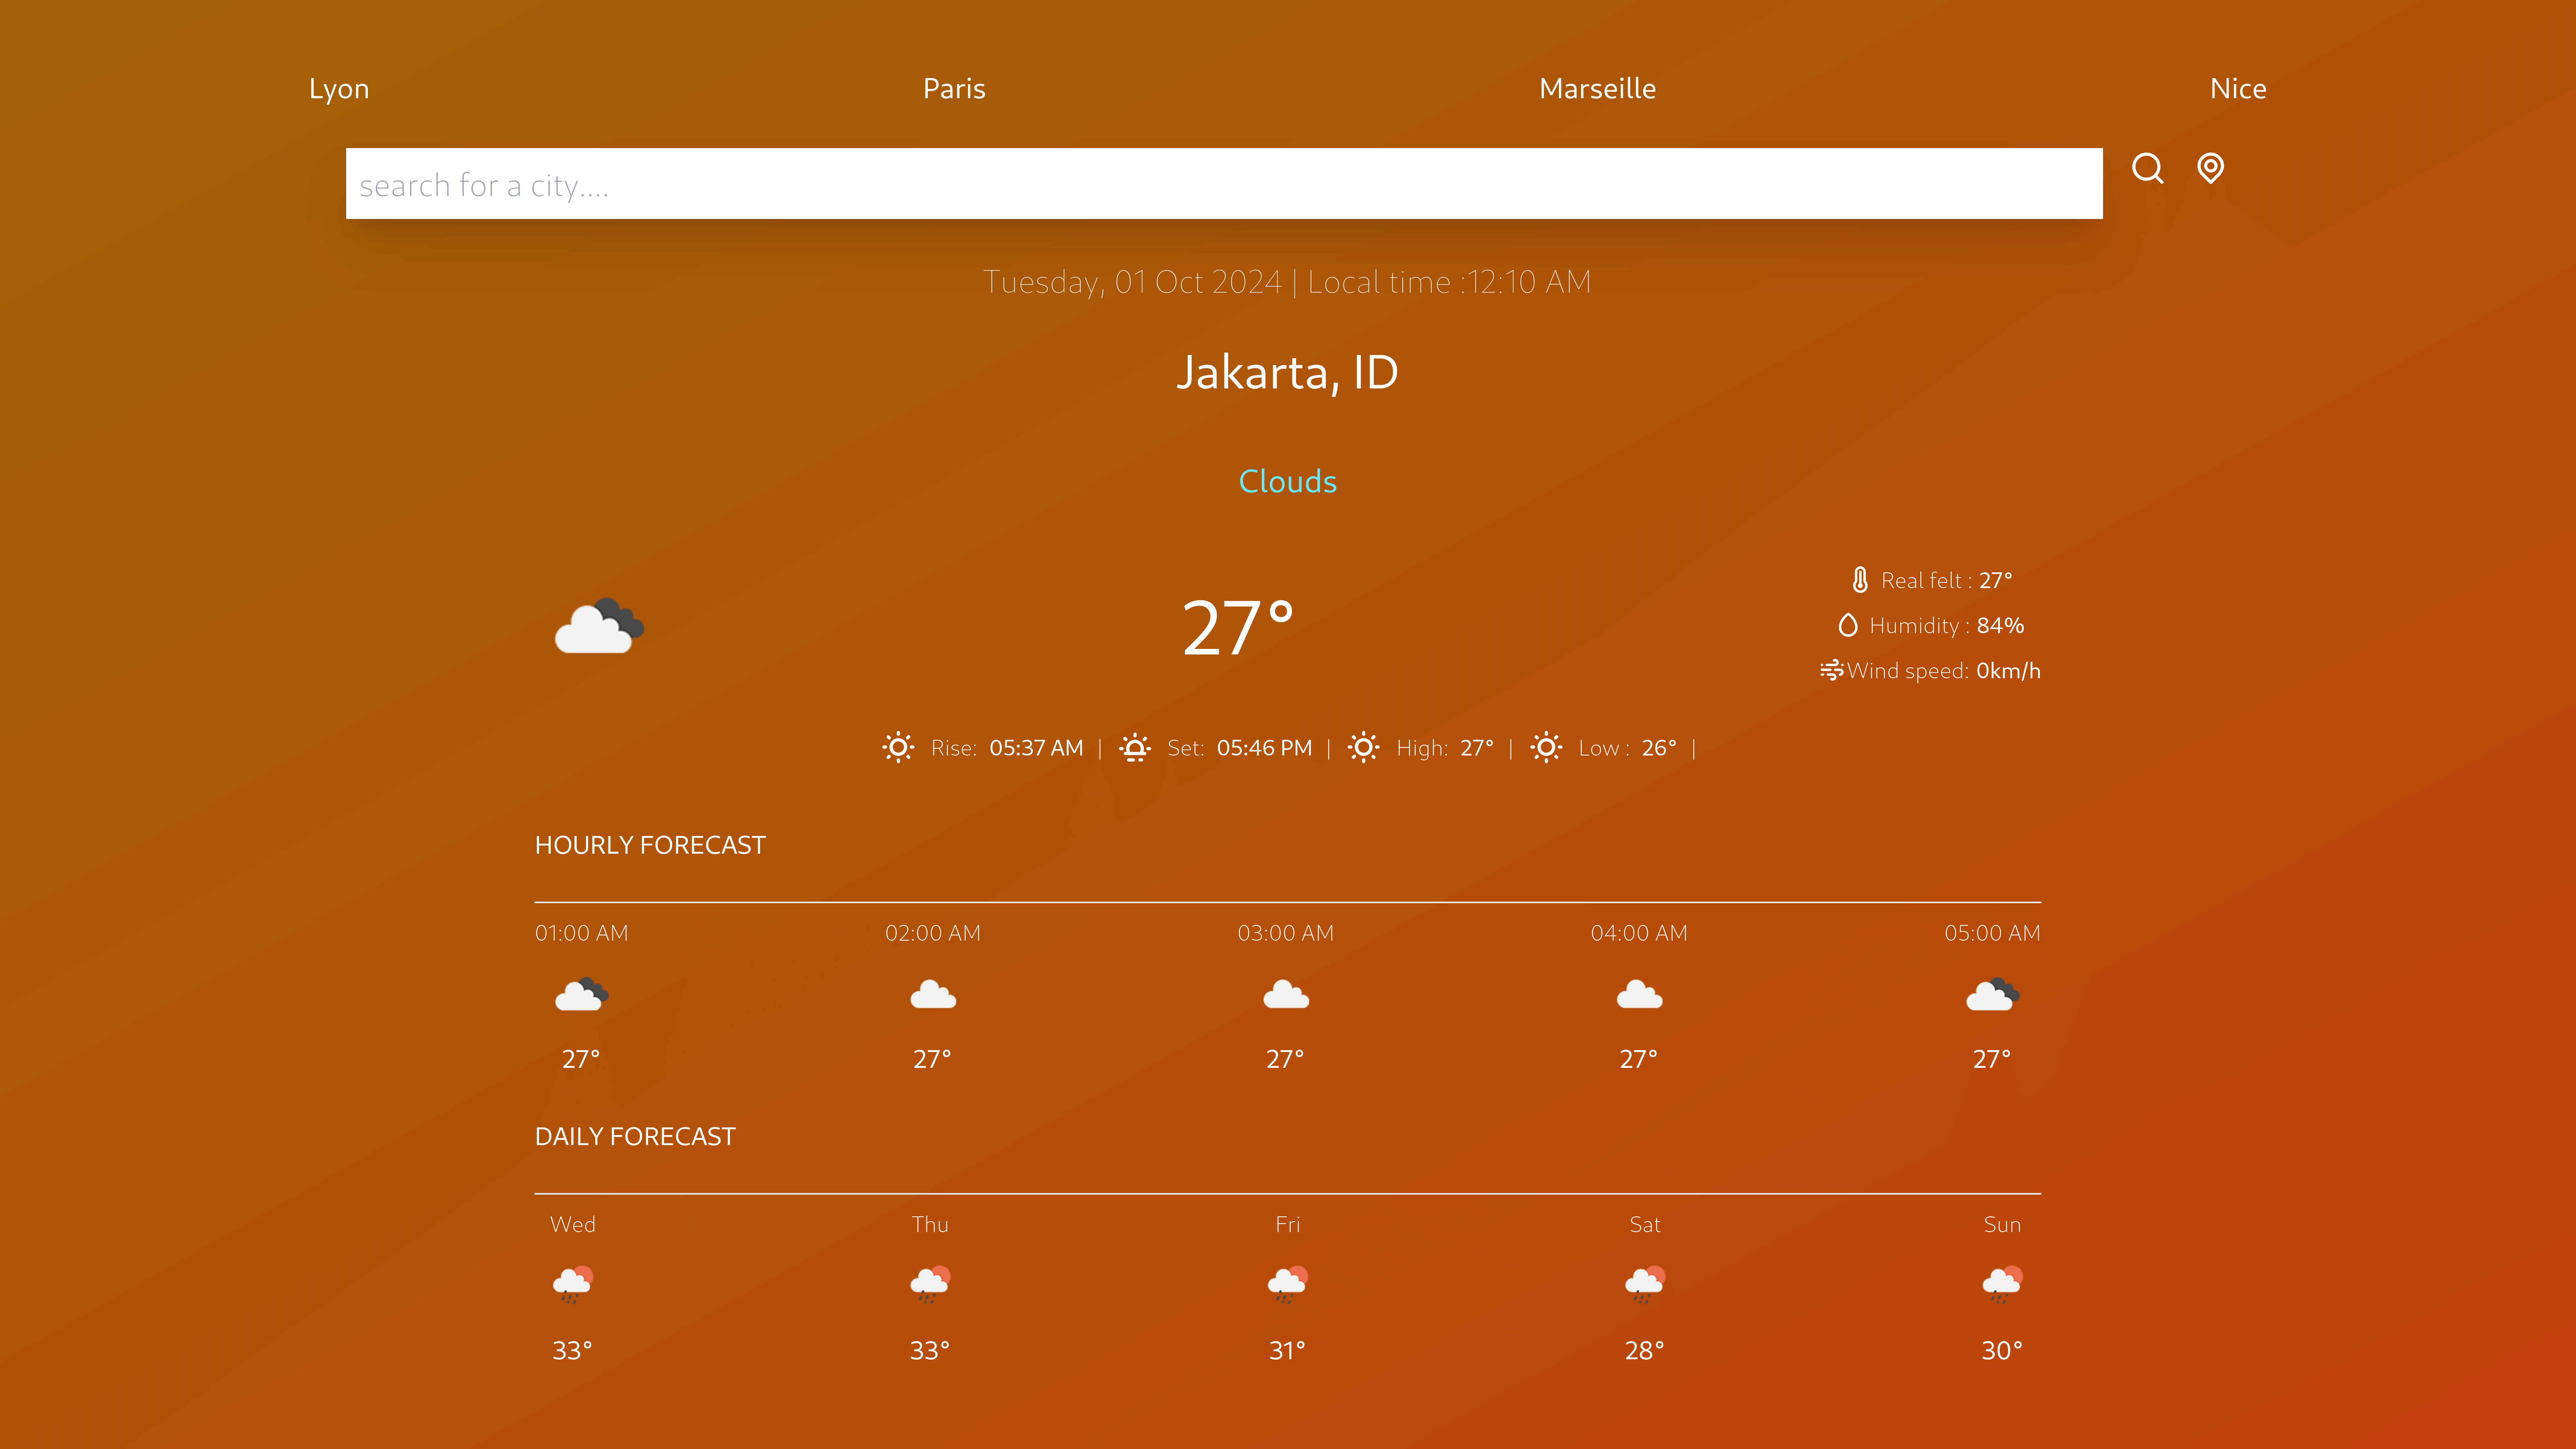 Lyon Paris Marseille Nice
search for a city....
Tuesday, 01 Oct 2024 | Local time :12:10 AM
Jakarta, ID
Clouds
27°
Real felt : 27°
Humidity : 84%
Wind speed: 0km/h
Rise: 05:37 AM | Set: 05:46 PM | High: 27° | Low : 26° |
HOURLY FORECAST
01:00 AM 02:00 AM 03:00 AM 04:00 AM 05:00 AM
27° 27° 27° 27° 27°
DAILY FORECAST
Wed Thu Fri Sat Sun
33° 33° 31° 28° 30°